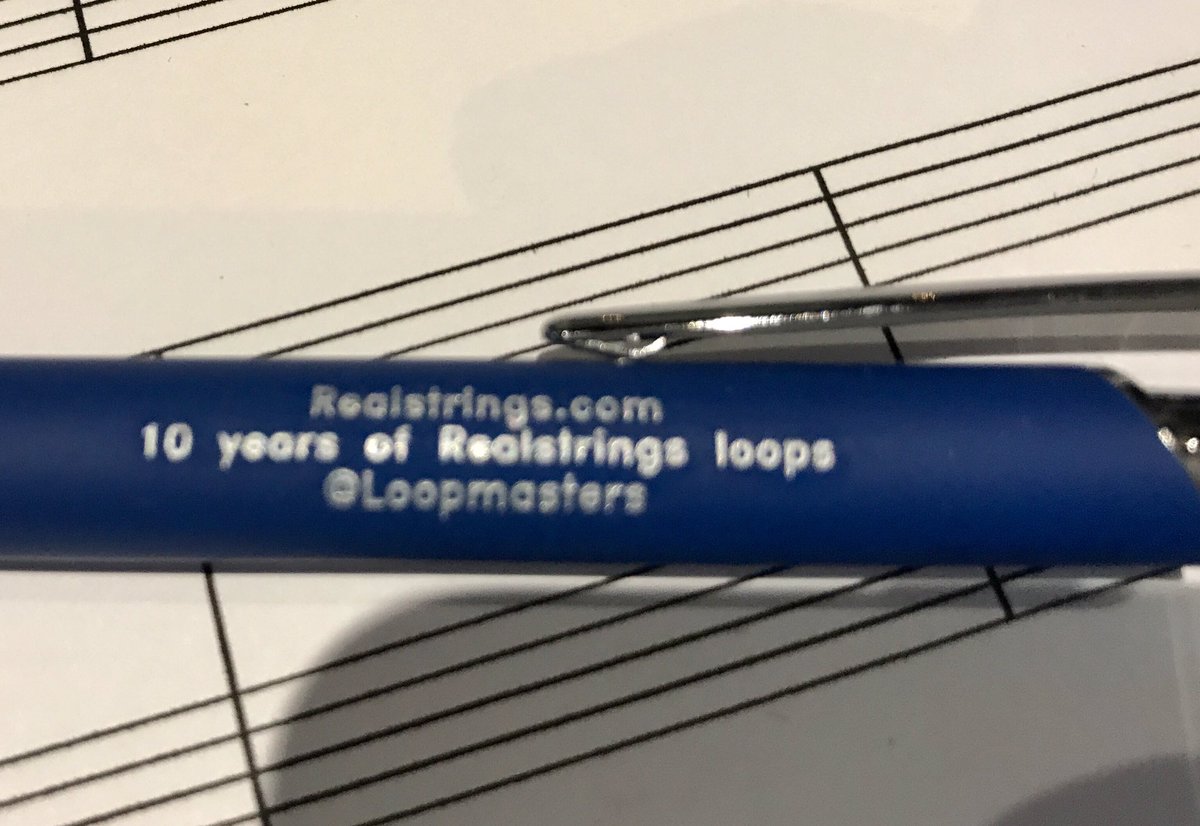 Realstrings.com
10 years of Realstrings loops
@Loopmasters